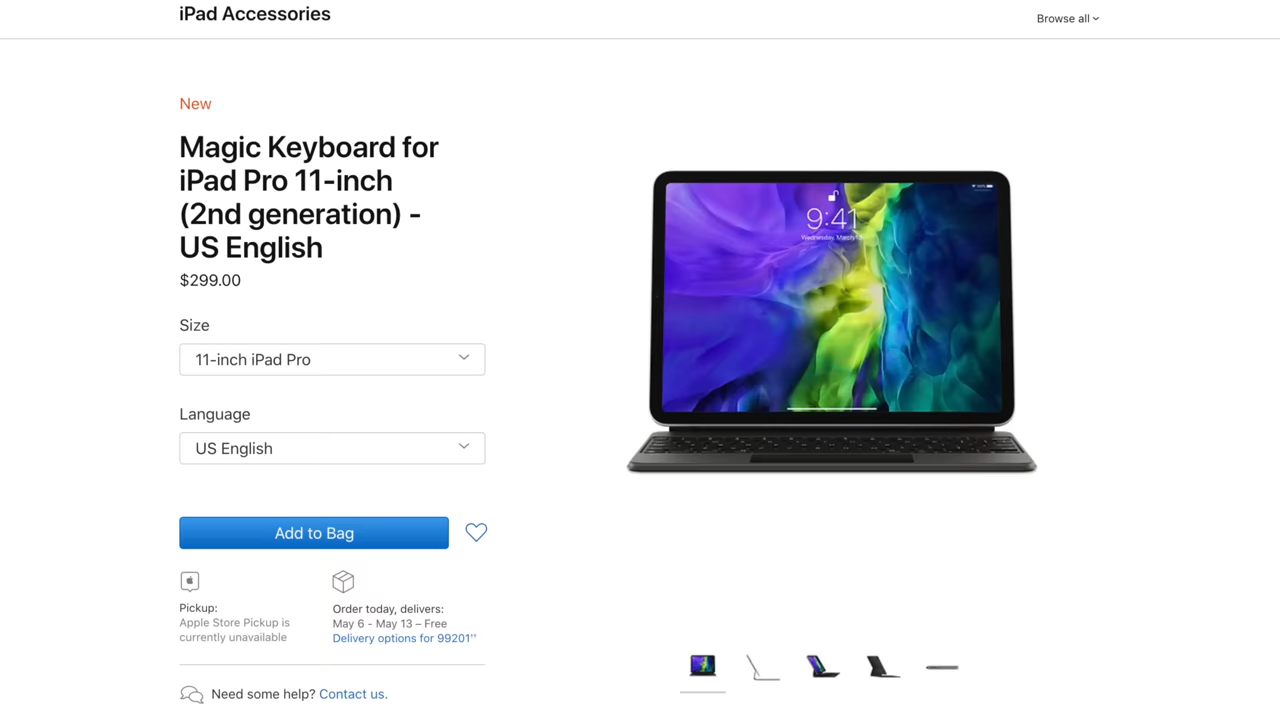 iPad Accessories
Browse all
New
Magic Keyboard for
iPad Pro 11-inch
(2nd generation) -
US English
$299.00
Size
11-inch iPad Pro
Language
US English
Add to Bag
Pickup:
Apple Store Pickup is
currently unavailable
Order today, delivers:
May 6 - May 13 – Free
Delivery options for 99201
Need some help? Contact us.
9:41